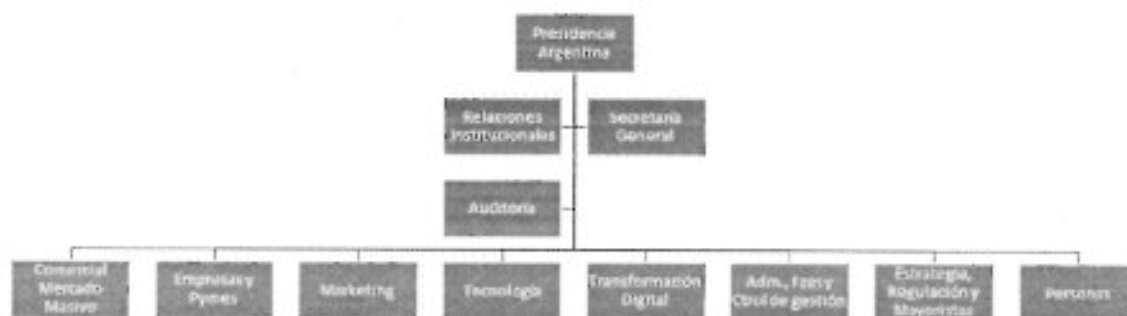 Presidencia
Argentina
Relaciones
Institucionales
Secretaría
General
Auditoría
Comercial
Mercado
Masivo
Empresas y
Pymes
Marketing
Tecnología
Transformación
Digital
Adm., Fzas y
Ctrol de gestión
Estrategia,
Regulación y
Mayoristas
Personas